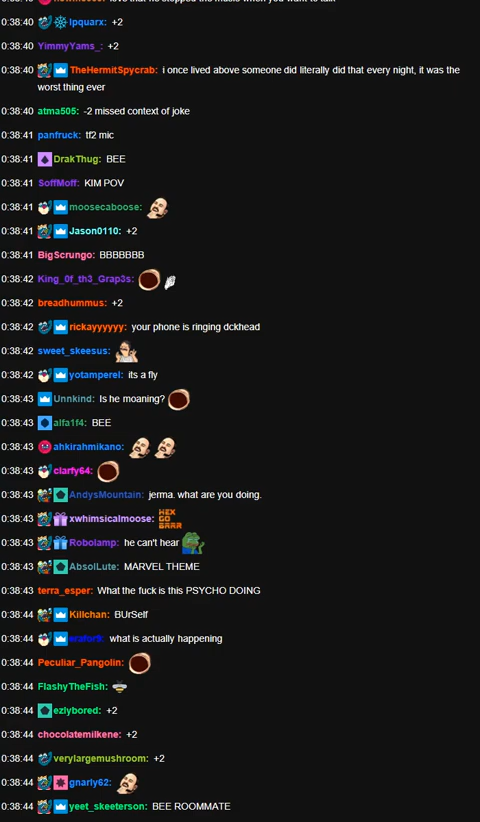 0:38:40 lpquarx: +2
0:38:40 YimmyYams_: +2
0:38:40 TheHermitSpycrab: i once lived above someone did literally did that every night, it was the
worst thing ever
0:38:40 atma505: -2 missed context of joke
0:38:41 panfruck: tf2 mic
0:38:41 DrakThug: BEE
0:38:41 SoffMoff: KIM POV
0:38:41 moosecaboose:
0:38:41 Jason0110: +2
0:38:41 BigScrungo: BBBBBBB
0:38:42 King_0f_th3_Grap3s:
0:38:42 breadhummus: +2
0:38:42 rickayyyyyy: your phone is ringing dckhead
0:38:42 sweet_skeesus:
0:38:42 yotamperel: its a fly
0:38:43 Unnkind: Is he moaning?
0:38:43 alfa1f4: BEE
0:38:43 ahkirahmikano:
0:38:43 clarfy64:
0:38:43 AndysMountain: jerma. what are you doing.
0:38:43 xwhimsicalmoose: HEX GO BRRR
0:38:43 Robolamp: he can't hear
0:38:43 AbsolLute: MARVEL THEME
0:38:43 terra_esper: What the fuck is this PSYCHO DOING
0:38:44 Killchan: BUrSelf
0:38:44 what is actually happening
0:38:44 Peculiar_Pangolin:
0:38:44 FlashyTheFish:
0:38:44 ezlybored: +2
0:38:44 chocolatemilkene: +2
0:38:44 verylargemushroom: +2
0:38:44 gnarly62:
0:38:44 yeet_skeeterson: BEE ROOMMATE